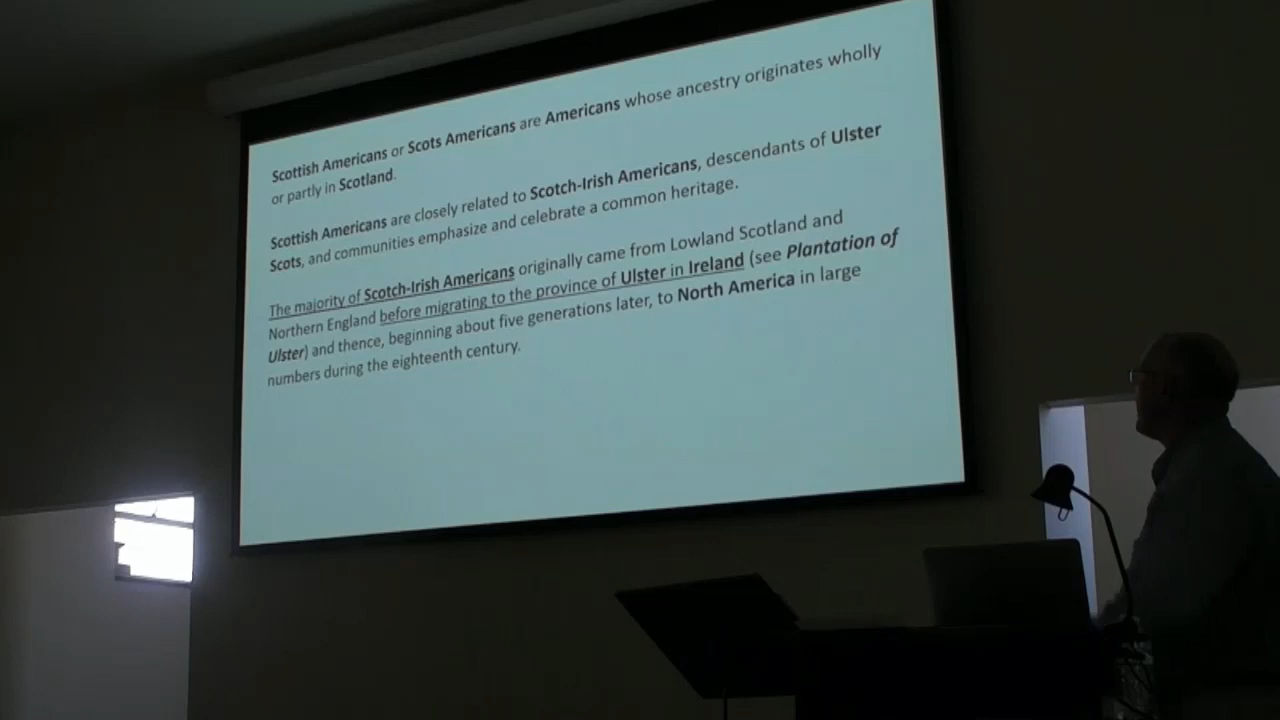 Scottish Americans or Scots Americans are Americans whose ancestry originates wholly
or partly in Scotland.
Scottish Americans are closely related to Scotch-Irish Americans, descendants of Ulster
Scots, and communities emphasize and celebrate a common heritage.
The majority of Scotch-Irish Americans originally came from Lowland Scotland and
Northern England before migrating to the province of Ulster in Ireland (see Plantation of
Ulster) and thence, beginning about five generations later, to North America in large
numbers during the eighteenth century.